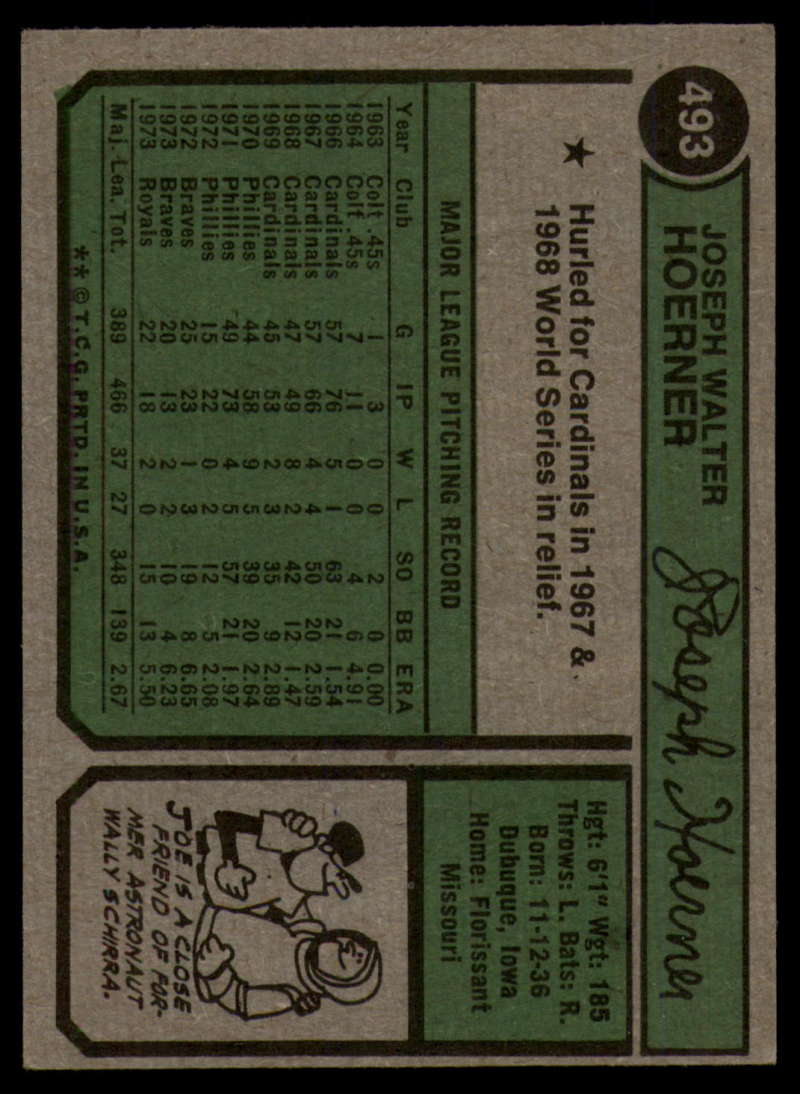 493
JOSEPH WALTER
HOERNER
Joseph Hoerner
★ Hurled for Cardinals in 1967 &
1968 World Series in relief.
MAJOR LEAGUE PITCHING RECORD
Year Club G IP W L SO BB ERA
1963 Colt .45s 1 3 0 0 2 0 0.00
1964 Colt .45s 7 11 0 0 4 6 4.91
1966 Cardinals 57 76 5 1 63 21 1.54
1967 Cardinals 57 66 4 4 50 20 2.59
1968 Cardinals 47 49 8 2 42 12 1.47
1969 Cardinals 45 53 2 3 35 9 2.89
1970 Phillies 44 58 9 5 39 20 2.64
1971 Phillies 49 73 4 5 57 21 1.97
1972 Phillies 15 22 0 2 12 5 2.08
1972 Braves 25 23 1 3 19 8 6.65
1973 Braves 20 13 2 2 10 4 6.23
1973 Royals 22 18 2 0 15 13 5.50
Maj. Lea. Tot. 389 466 37 27 348 139 2.67
** © T.C.G. PRTD. IN U.S.A.
Hgt: 6'1" Wgt: 185
Throws: L. Bats: R.
Born: 11-12-36
Dubuque, Iowa
Home: Florissant
Missouri
JOE IS A CLOSE
FRIEND OF FOR-
MER ASTRONAUT
WALLY SCHIRRA.